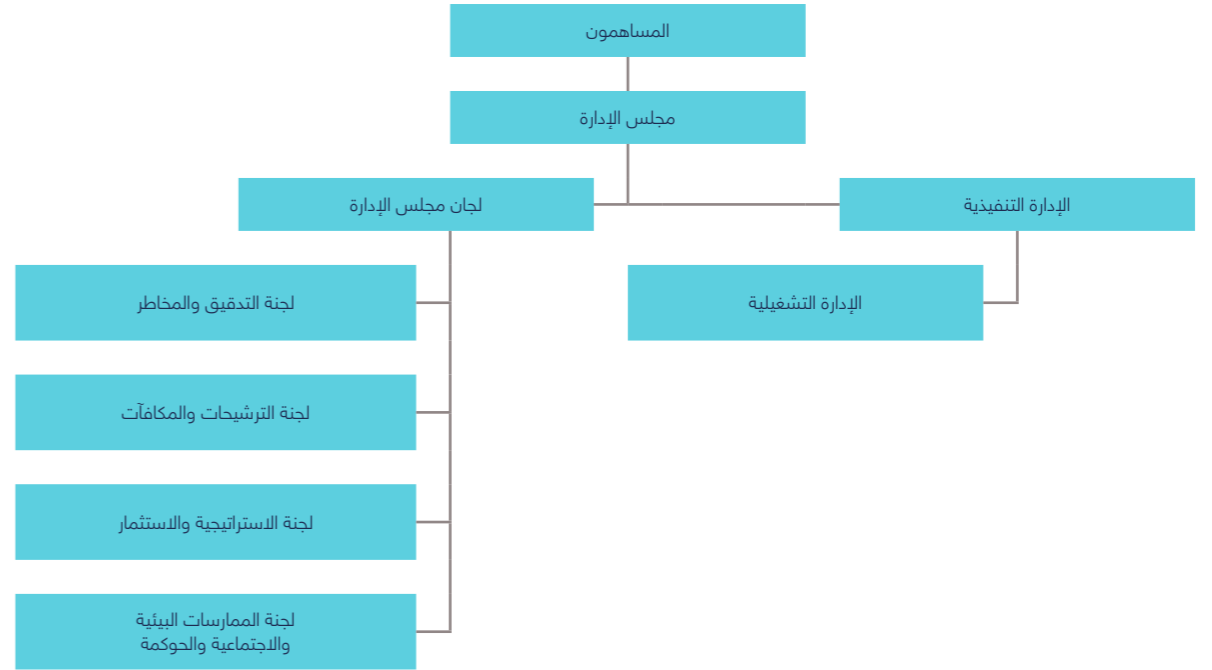 المساهمون
مجلس الإدارة
الإدارة التنفيذية
لجان مجلس الإدارة
الإدارة التشغيلية
لجنة التدقيق والمخاطر
لجنة الترشيحات والمكافآت
لجنة الاستراتيجية والاستثمار
لجنة الممارسات البيئية
والاجتماعية والحوكمة